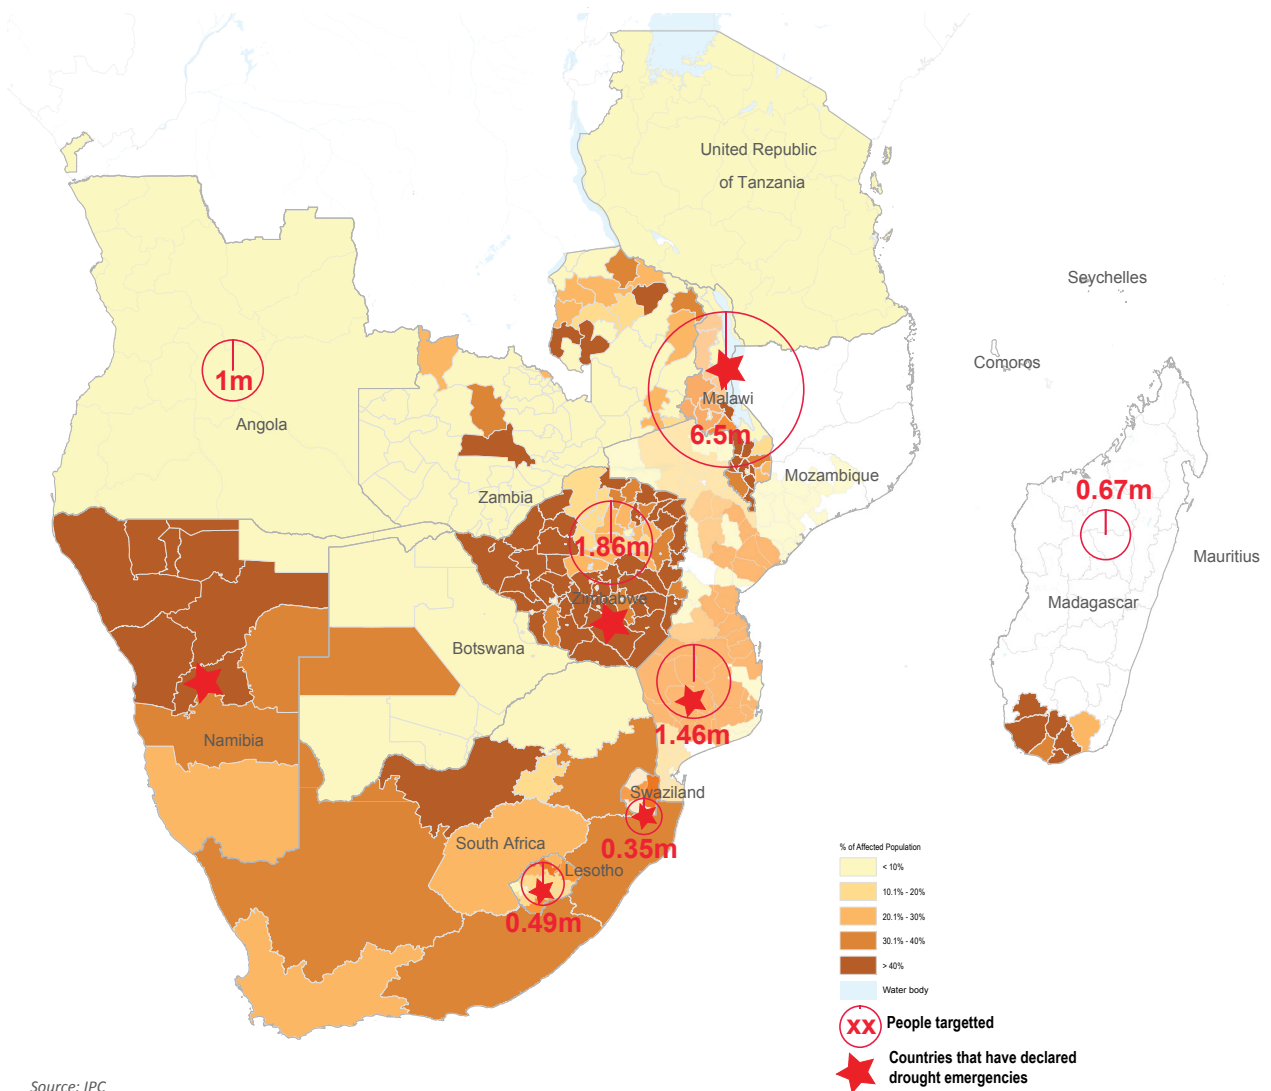 United Republic
of Tanzania
Seychelles
Comoros
1m
Angola
Malawi
6.5m
Mozambique
0.67m
Zambia
Mauritius
1.86m
Zimbabwe
Madagascar
Botswana
1.46m
Namibia
Swaziland
0.35m
South Africa
Lesotho
0.49m
% of Affected Population
< 10%
10.1% - 20%
20.1% - 30%
30.1% - 40%
> 40%
Water body
XX People targetted
Countries that have declared
drought emergencies
Source: IPC